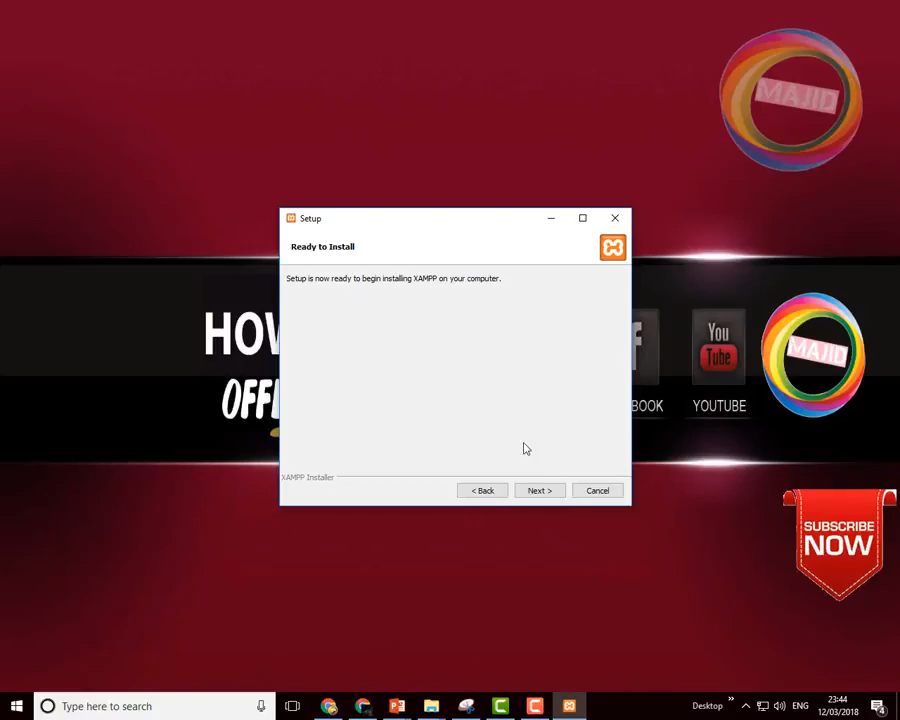 MAJID
Setup
Ready to Install
Setup is now ready to begin installing XAMPP on your computer.
HOW
OFF
BOOK
You
Tube
YOUTUBE
MAJID
XAMPP Installer
< Back
Next >
Cancel
SUBSCRIBE
NOW
Type here to search
Desktop
ENG
23:44
12/03/2018
4